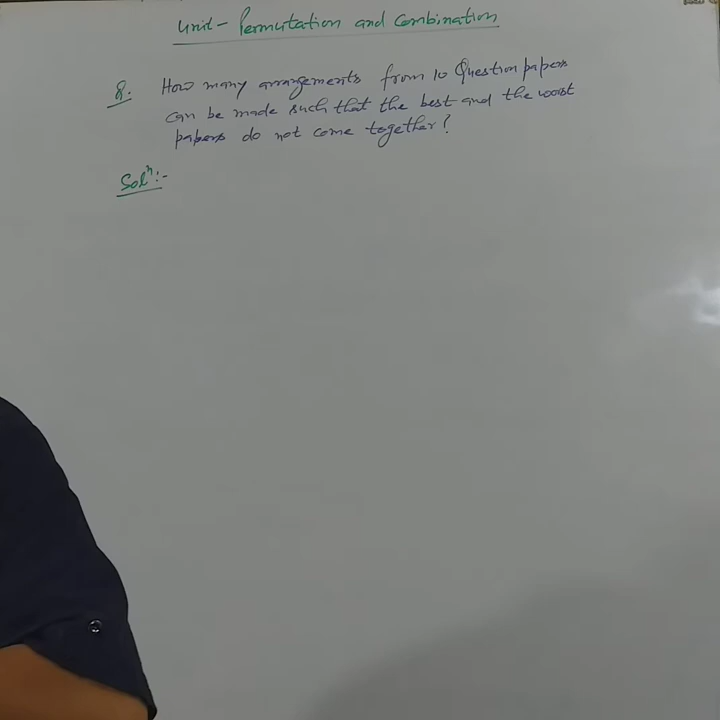 Unit - Permutation and Combination
Q. How many arrangements from 10 Question papers
can be made such that the best and the worst
papers do not come together?
Solⁿ:-